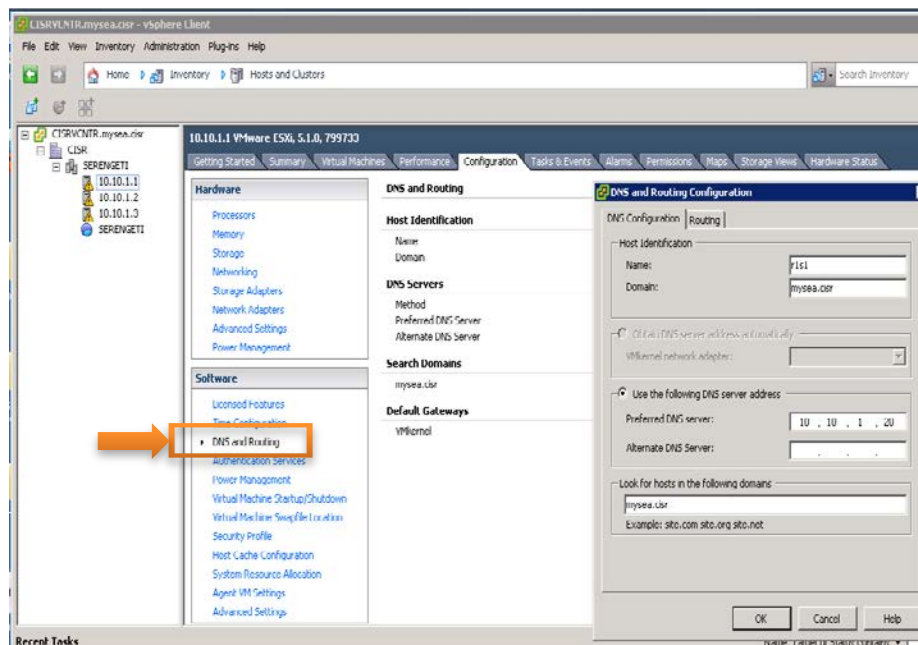 CISRVCNTR.mysea.cisr - vSphere Client
File Edit View Inventory Administration Plug-ins Help
Home Inventory Hosts and Clusters
Search Inventory
CISRVCNTR.mysea.cisr
CISR
SERENGETI
10.10.1.1
10.10.1.2
10.10.1.3
SERENGETI
10.10.1.1 VMware ESXi, 5.1.0, 799733
Getting Started Summary Virtual Machines Performance Configuration Tasks & Events Alarms Permissions Maps Storage Views Hardware Status
Hardware
Processors
Memory
Storage
Networking
Storage Adapters
Network Adapters
Advanced Settings
Power Management
Software
Licensed Features
Time Configuration
DNS and Routing
Authentication Services
Power Management
Virtual Machine Startup/Shutdown
Virtual Machine Swapfile Location
Security Profile
Host Cache Configuration
System Resource Allocation
Agent VM Settings
Advanced Settings
DNS and Routing
Host Identification
Name
Domain
DNS Servers
Method
Preferred DNS Server
Alternate DNS Server
Search Domains
mysea.cisr
Default Gateways
VMkernel
DNS and Routing Configuration
DNS Configuration Routing
Host Identification
Name: r1s1
Domain: mysea.cisr
Obtain DNS server address automatically
VMkernel network adapter:
Use the following DNS server address
Preferred DNS server: 10 . 10 . 1 . 20
Alternate DNS Server: . . .
Look for hosts in the following domains
mysea.cisr
Example: site.com site.org site.net
OK Cancel Help
Recent Tasks